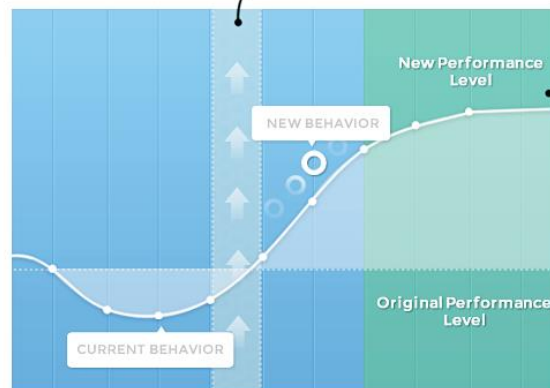 New Performance
Level
NEW BEHAVIOR
Original Performance
Level
CURRENT BEHAVIOR